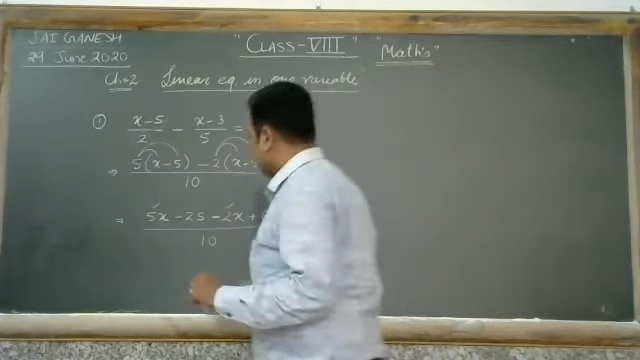 JAI GANESH
29 June 2020
"CLASS-VIII"
"Maths"
Ch=2 Linear eq in one variable
① x-5/2 - x-3/5 =
⇒ 5(x-5) - 2(x-3/10
= 5x - 25 - 2x +/10